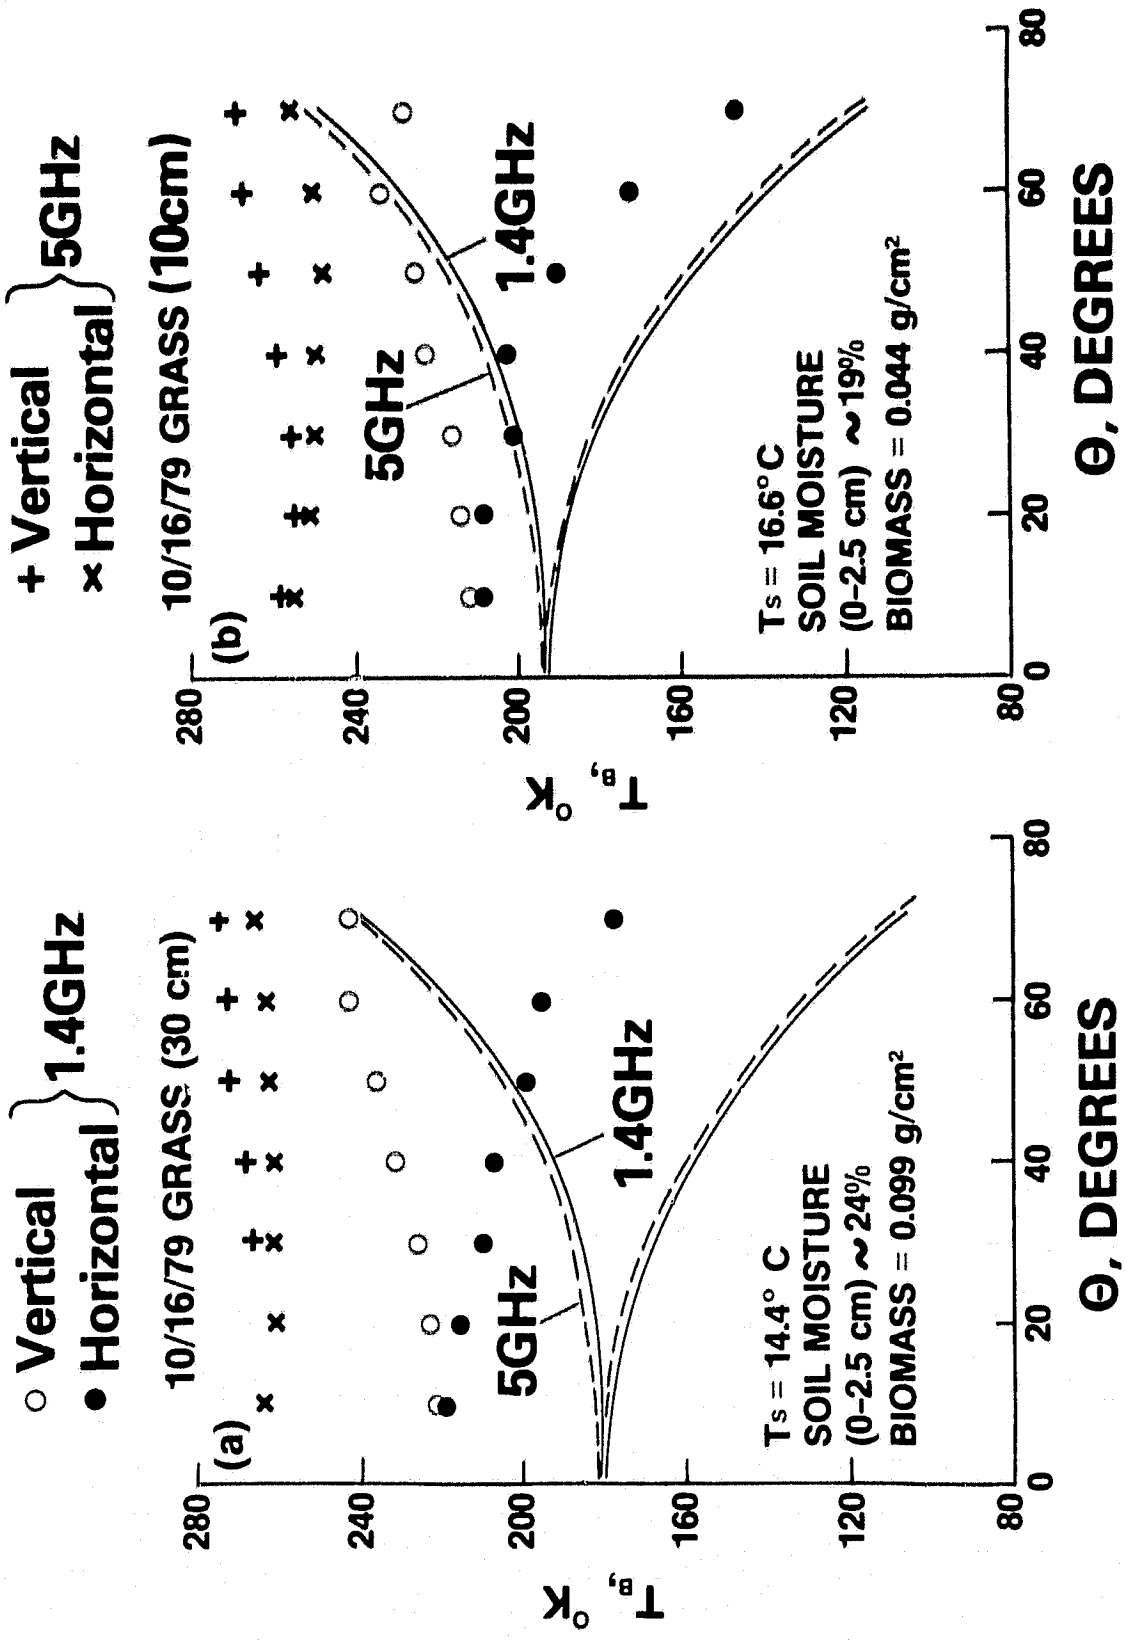 ○ Vertical
● Horizontal
} 1.4GHz
+ Vertical
× Horizontal
} 5GHz
10/16/79 GRASS (30 cm)
(a)
280
240
200
160
120
80
T_B, °K
5GHz
1.4GHz
Ts = 14.4° C
SOIL MOISTURE
(0-2.5 cm) ~24%
BIOMASS = 0.099 g/cm²
0 20 40 60 80
Θ, DEGREES
10/16/79 GRASS (10cm)
(b)
280
240
200
160
120
80
T_B, °K
5GHz
1.4GHz
Ts = 16.6° C
SOIL MOISTURE
(0-2.5 cm) ~19%
BIOMASS = 0.044 g/cm²
0 20 40 60 80
Θ, DEGREES